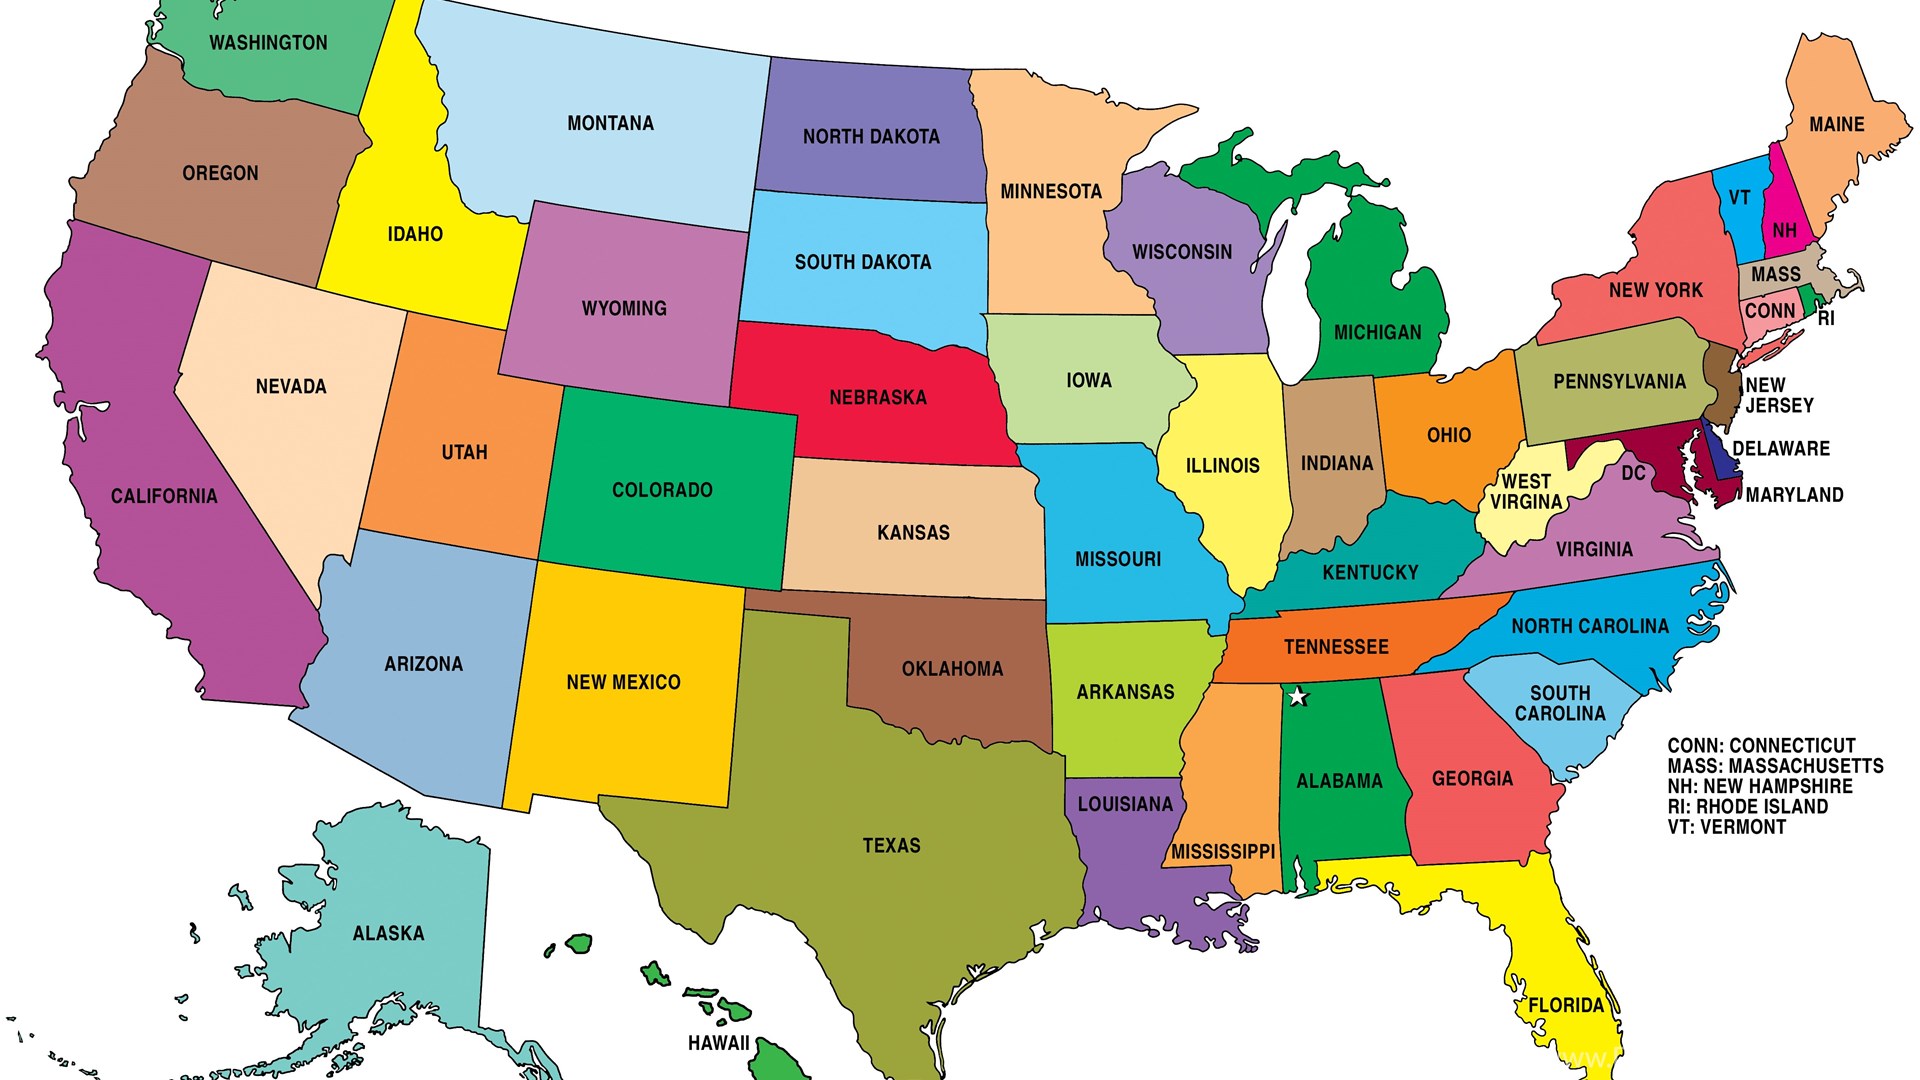 WASHINGTON
MONTANA
NORTH DAKOTA
MINNESOTA
MAINE
OREGON
IDAHO
VT
NH
WISCONSIN
SOUTH DAKOTA
MASS
NEW YORK
CONN
RI
WYOMING
MICHIGAN
NEVADA
NEBRASKA
IOWA
PENNSYLVANIA
NEW
JERSEY
UTAH
COLORADO
ILLINOIS
INDIANA
OHIO
DELAWARE
DC
WEST
VIRGINA
MARYLAND
CALIFORNIA
KANSAS
MISSOURI
KENTUCKY
VIRGINIA
ARIZONA
NEW MEXICO
OKLAHOMA
ARKANSAS
TENNESSEE
NORTH CAROLINA
SOUTH
CAROLINA
CONN: CONNECTICUT
MASS: MASSACHUSETTS
NH: NEW HAMPSHIRE
RI: RHODE ISLAND
VT: VERMONT
TEXAS
LOUISIANA
MISSISSIPPI
ALABAMA
GEORGIA
ALASKA
HAWAII
FLORIDA